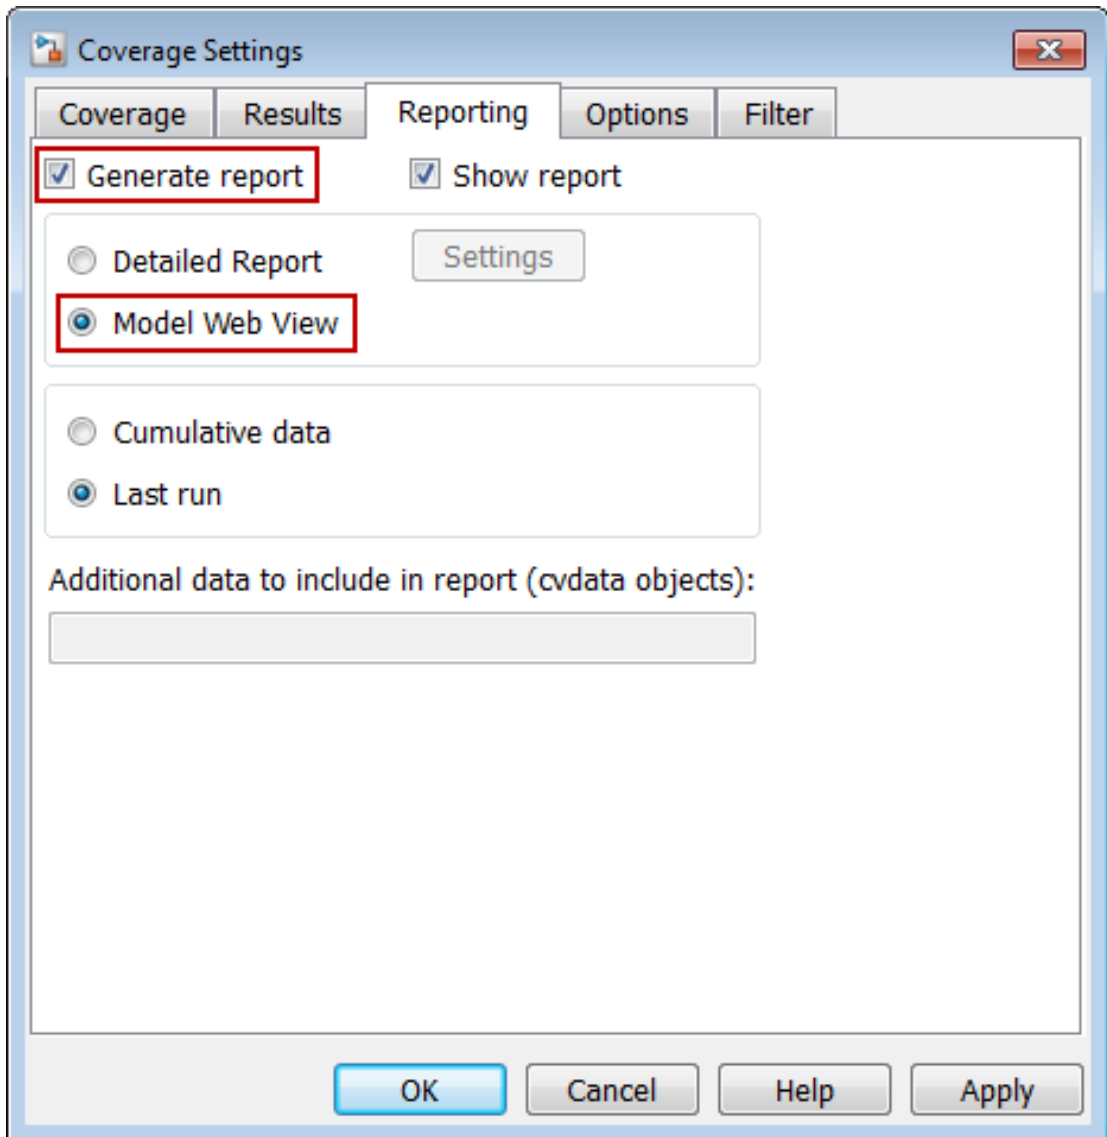 Coverage Settings
Coverage Results Reporting Options Filter
Generate report Show report
Detailed Report Settings
Model Web View
Cumulative data
Last run
Additional data to include in report (cvdata objects):
OK Cancel Help Apply